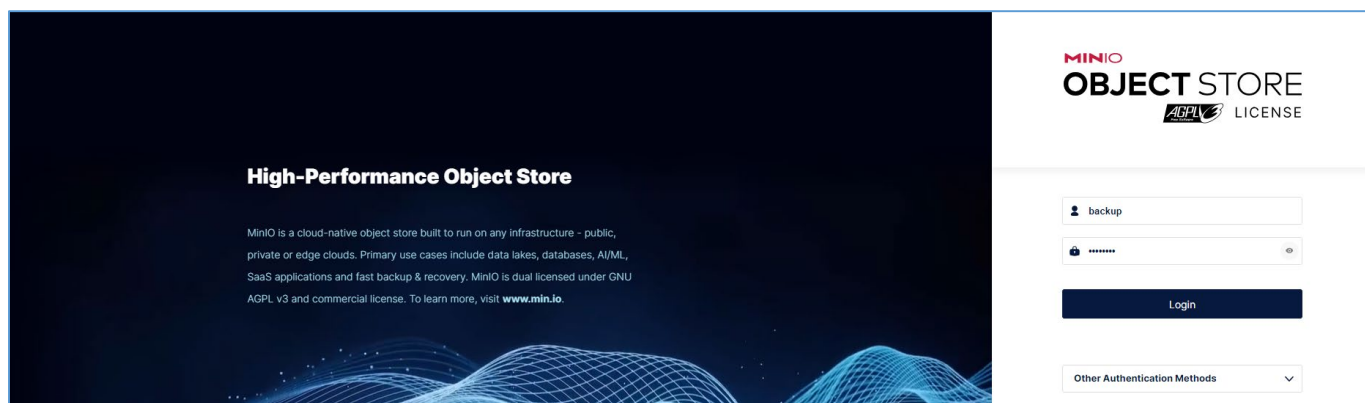 High-Performance Object Store
MinIO is a cloud-native object store built to run on any infrastructure - public,
private or edge clouds. Primary use cases include data lakes, databases, AI/ML,
SaaS applications and fast backup & recovery. MinIO is dual licensed under GNU
AGPL v3 and commercial license. To learn more, visit www.min.io.
MINIO
OBJECT STORE
AGPLv3 LICENSE
Free Software
backup
••••••••
Login
Other Authentication Methods